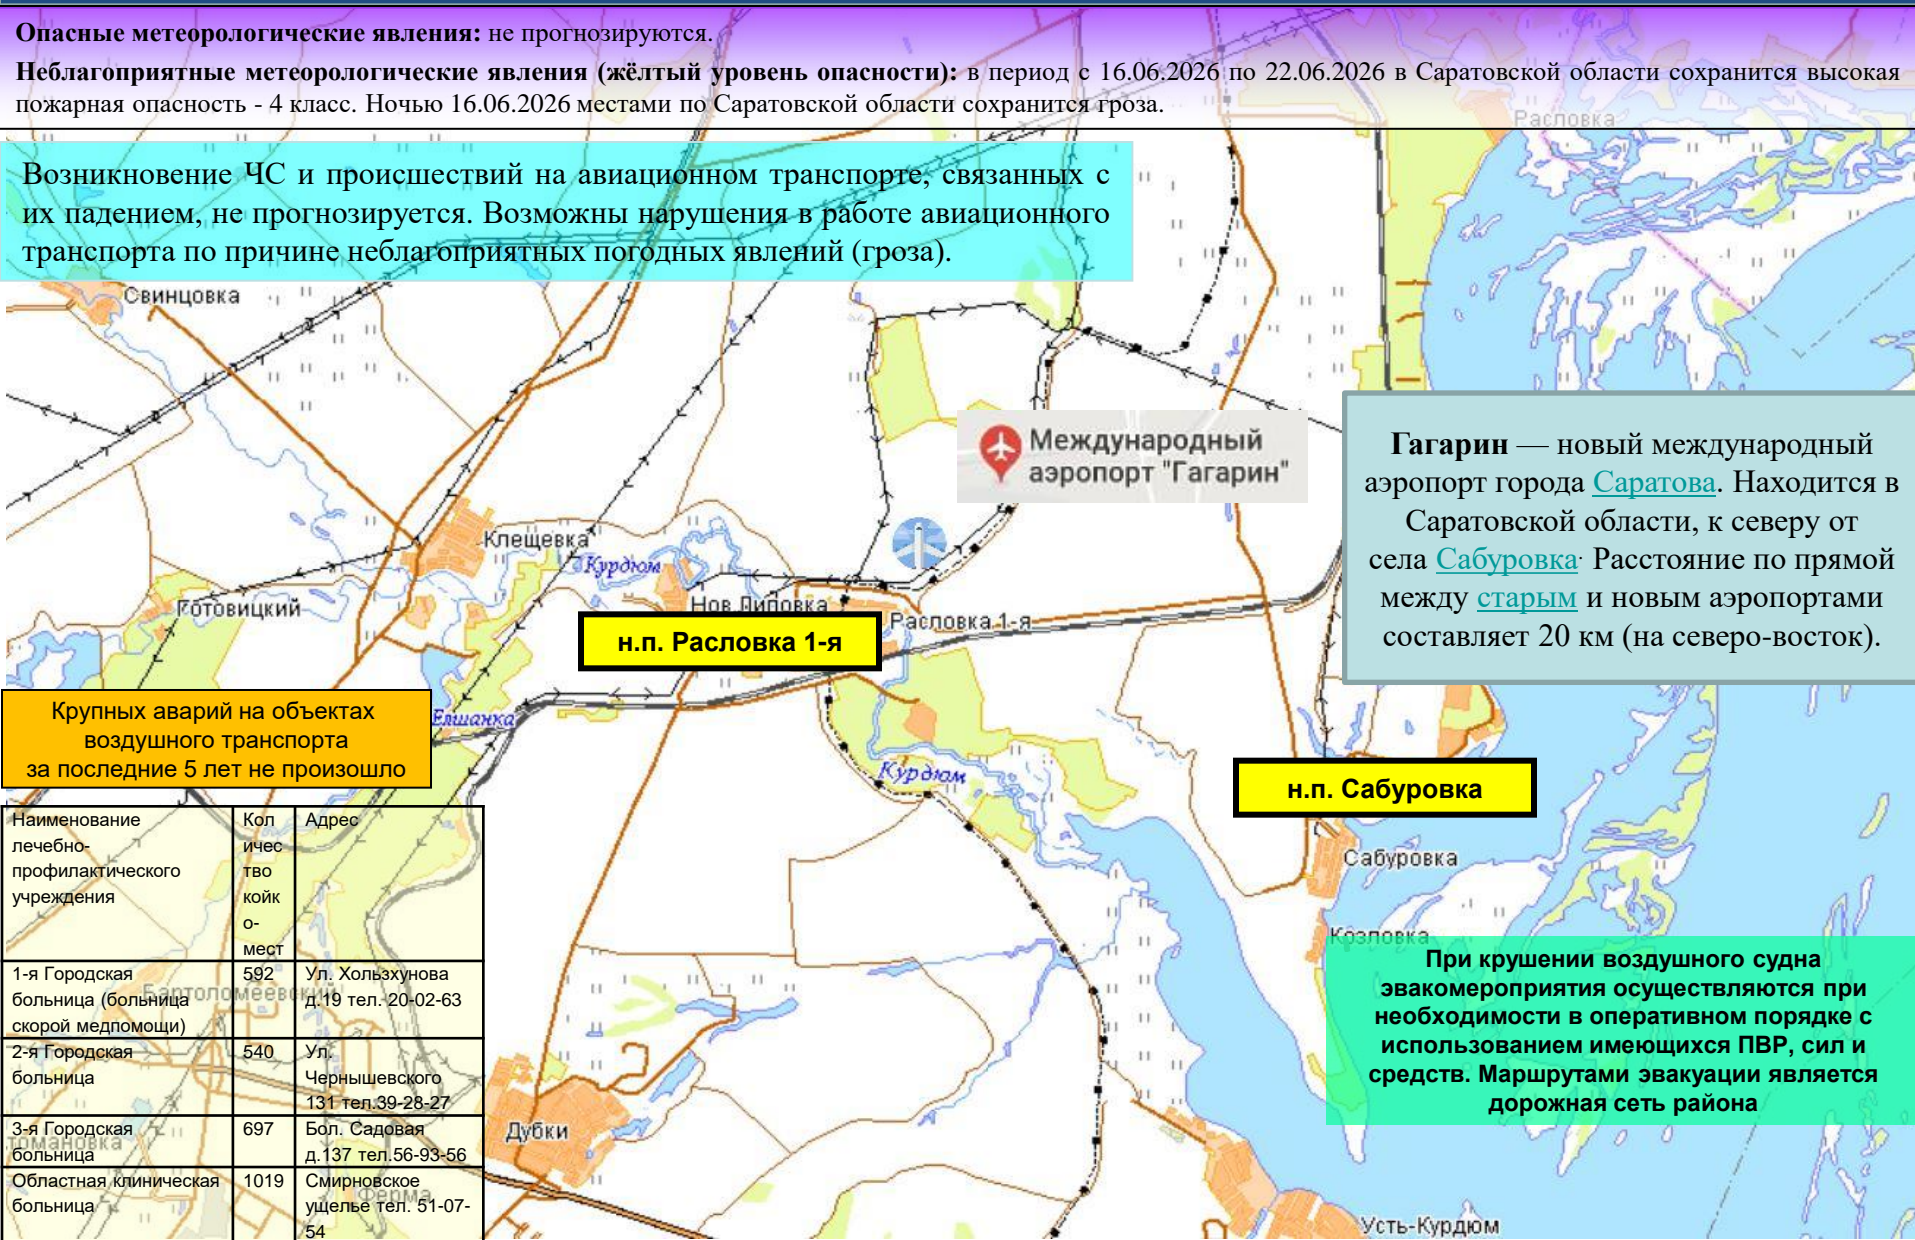 Опасные метеорологические явления: не прогнозируются.
Неблагоприятные метеорологические явления (жёлтый уровень опасности): в период с 16.06.2026 по 22.06.2026 в Саратовской области сохранится высокая
пожарная опасность - 4 класс. Ночью 16.06.2026 местами по Саратовской области сохранится гроза.
Расловка
Возникновение ЧС и происшествий на авиационном транспорте, связанных с
их падением, не прогнозируется. Возможны нарушения в работе авиационного
транспорта по причине неблагоприятных погодных явлений (гроза).
Свинцовка
Международный
аэропорт "Гагарин"
Гагарин — новый международный
аэропорт города Саратова. Находится в
Саратовской области, к северу от
села Сабуровка. Расстояние по прямой
между старым и новым аэропортами
составляет 20 км (на северо-восток).
Клещевка
Курдюм
Готовицкий
Нов.Липовка
Расловка 1-я
н.п. Расловка 1-я
Елшанка
Крупных аварий на объектах
воздушного транспорта
за последние 5 лет не произошло
Курдюм
н.п. Сабуровка
Сабуровка
Козловка
При крушении воздушного судна
эвакомероприятия осуществляются при
необходимости в оперативном порядке с
использованием имеющихся ПВР, сил и
средств. Маршрутами эвакуации является
дорожная сеть района
Наименование
лечебно-
профилактического
учреждения
Кол
ичес
тво
койк
о-
мест
Адрес
1-я Городская
больница (больница
скорой медпомощи)
592
Ул. Хользунова
д.19 тел. 20-02-63
2-я Городская
больница
540
Ул.
Чернышевского
131 тел.39-28-27
3-я Городская
больница
697
Бол. Садовая
д.137 тел.56-93-56
Областная клиническая
больница
1019
Смирновское
ущелье тел. 51-07-
54
Ферма
Дубки
Усть-Курдюм